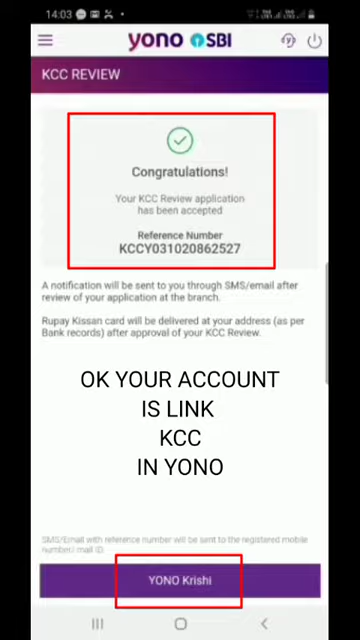 14:03
yono SBI
KCC REVIEW
Congratulations!
Your KCC Review application
has been accepted
Reference Number
KCCY031020862527
A notification will be sent to you through SMS/email after
review of your application at the branch.
Rupay Kissan card will be delivered at your address (as per
Bank records) after approval of your KCC Review.
OK YOUR ACCOUNT
IS LINK
KCC
IN YONO
SMS/Email with reference number will be sent to the registered mobile
number/ mail ID.
YONO Krishi